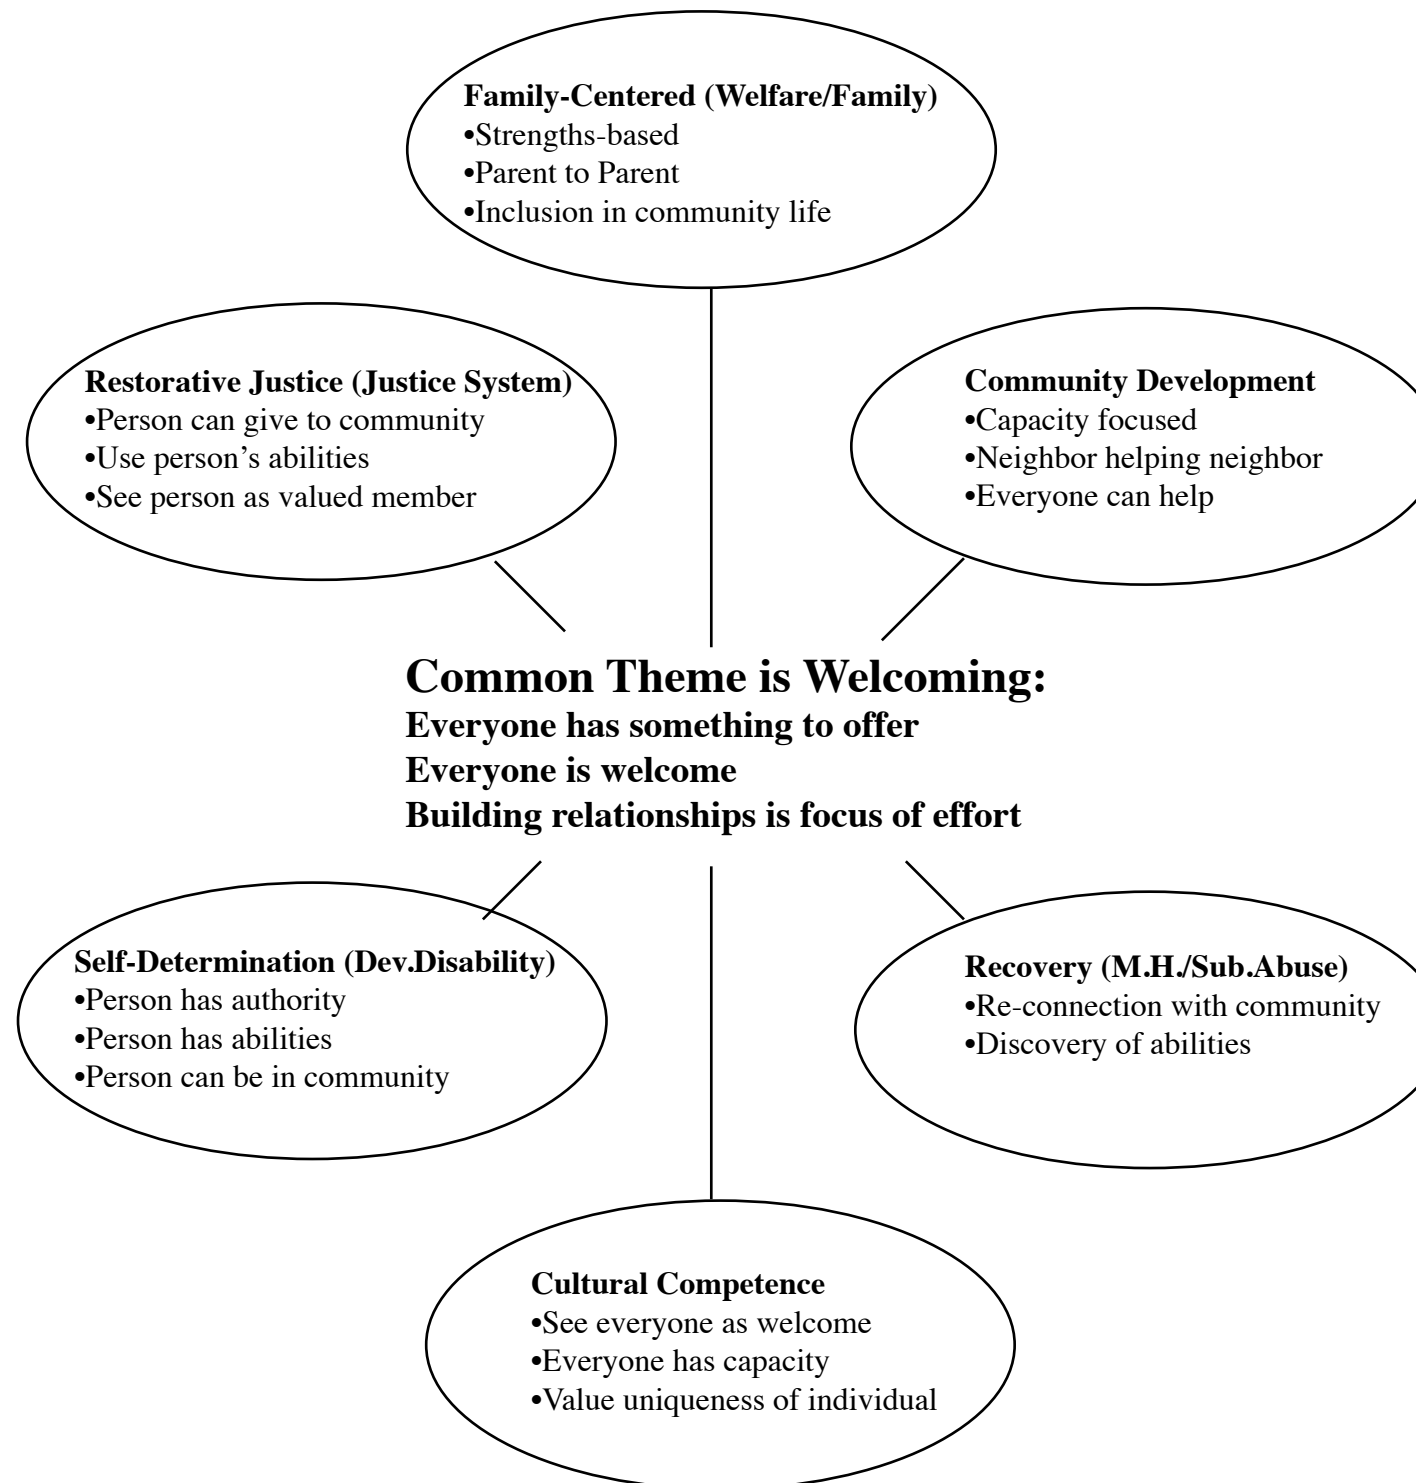 Family-Centered (Welfare/Family)
•Strengths-based
•Parent to Parent
•Inclusion in community life
Restorative Justice (Justice System)
•Person can give to community
•Use person’s abilities
•See person as valued member
Community Development
•Capacity focused
•Neighbor helping neighbor
•Everyone can help
Common Theme is Welcoming:
Everyone has something to offer
Everyone is welcome
Building relationships is focus of effort
Self-Determination (Dev.Disability)
•Person has authority
•Person has abilities
•Person can be in community
Recovery (M.H./Sub.Abuse)
•Re-connection with community
•Discovery of abilities
Cultural Competence
•See everyone as welcome
•Everyone has capacity
•Value uniqueness of individual